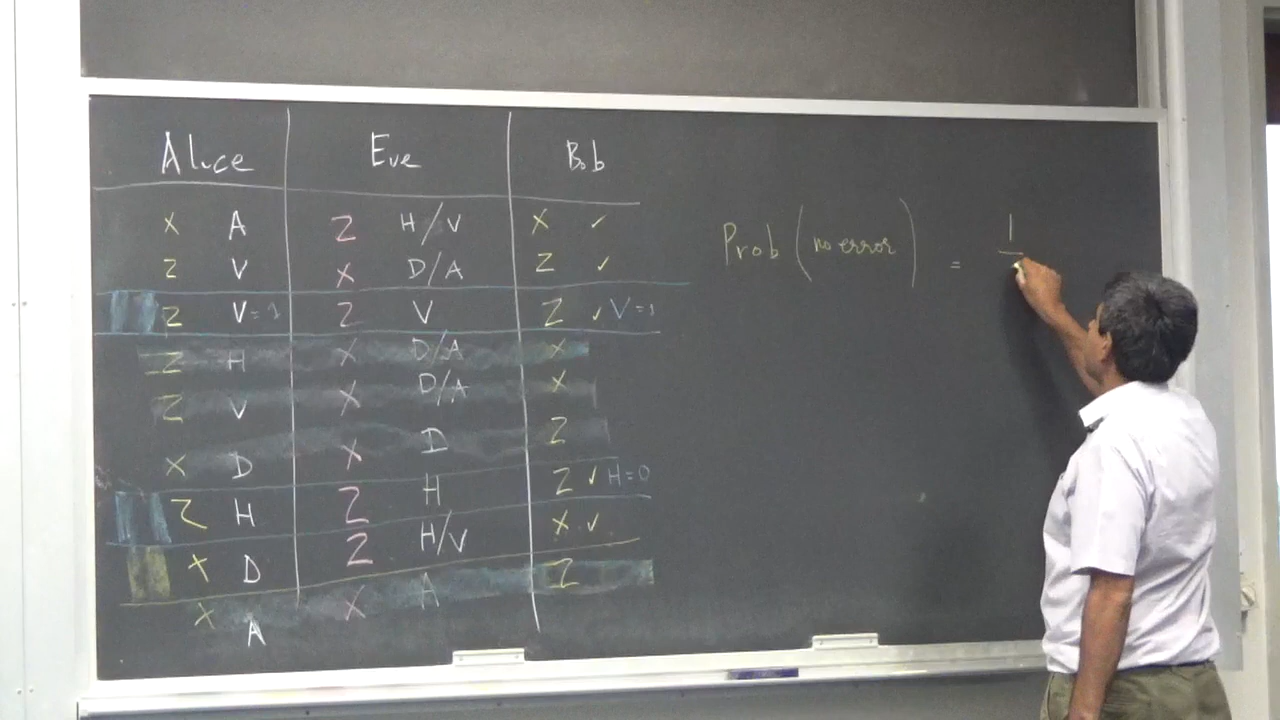 Alice Eve Bob
X A Z H/V X ✓
Z V X D/A Z ✓
Z V=1 Z V Z ✓ V=1
Z H X D/A X
Z V X D/A X
X D X D Z
Z H Z H Z ✓ H=0
X D Z H/V X ✓
X A X A Z
Prob (no error) = 1